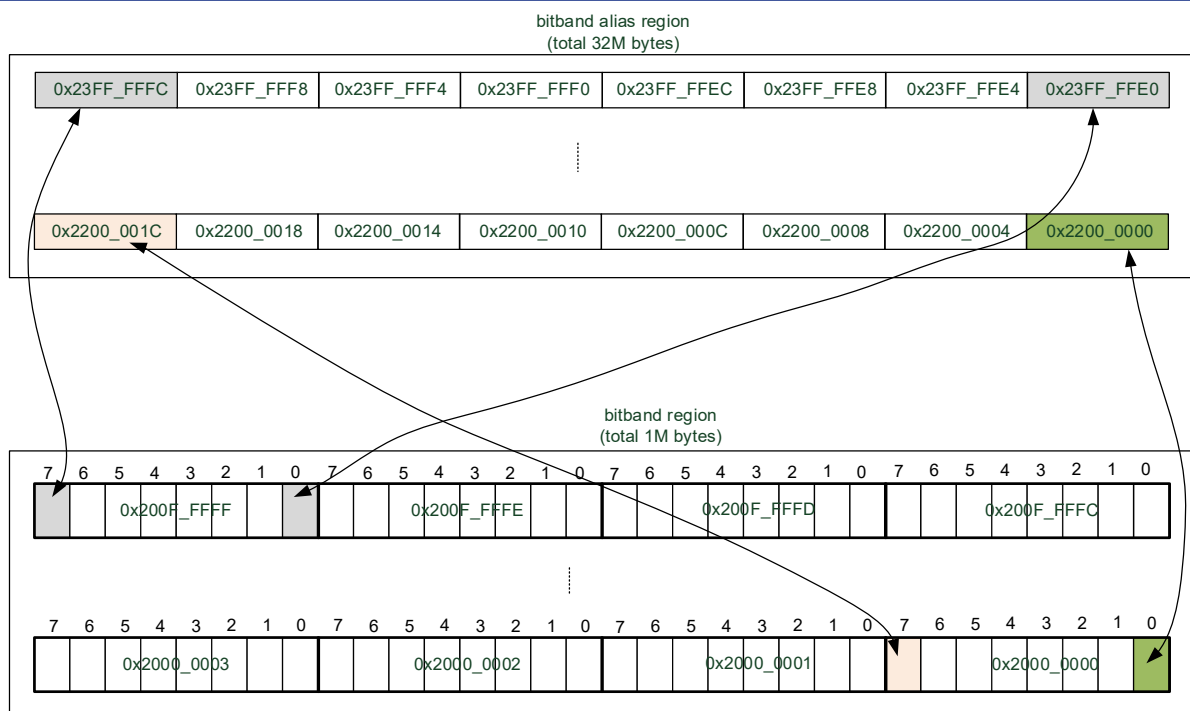 bitband alias region
(total 32M bytes)
0x23FF_FFFC 0x23FF_FFF8 0x23FF_FFF4 0x23FF_FFF0 0x23FF_FFEC 0x23FF_FFE8 0x23FF_FFE4 0x23FF_FFE0
0x2200_001C 0x2200_0018 0x2200_0014 0x2200_0010 0x2200_000C 0x2200_0008 0x2200_0004 0x2200_0000
bitband region
(total 1M bytes)
7 6 5 4 3 2 1 0 7 6 5 4 3 2 1 0 7 6 5 4 3 2 1 0 7 6 5 4 3 2 1 0
0x200F_FFFF 0x200F_FFFE 0x200F_FFFD 0x200F_FFFC
7 6 5 4 3 2 1 0 7 6 5 4 3 2 1 0 7 6 5 4 3 2 1 0 7 6 5 4 3 2 1 0
0x2000_0003 0x2000_0002 0x2000_0001 0x2000_0000